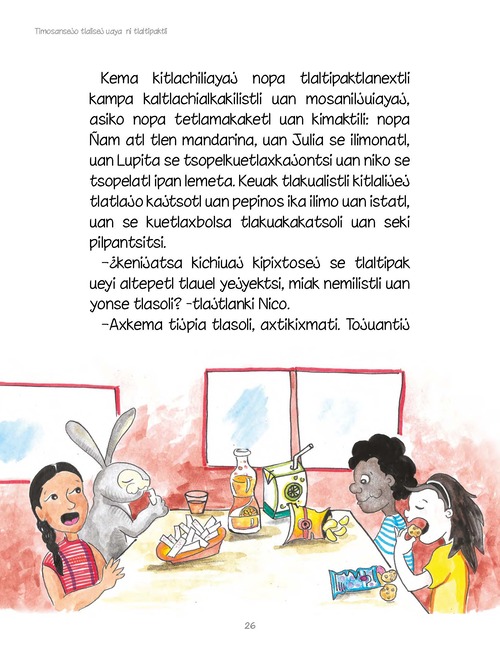 Timosansejo tlalisej uaya ni tlaltipaktli
Kema kitlachiliayaj nopa tlaltipaktlanextli
kampa kaltlachialkakilistli uan mosaniljuiayaj,
asiko nopa tetlamakaketl uan kimaktili: nopa
Ñam atl tlen mandarina, uan Julia se ilimonatl,
uan Lupita se tsopelkuetlaxkajontsi uan niko se
tsopelatl ipan lemeta. Keuak tlakualistli kitlalijej
tlatlajo kajtsotl uan pepinos ika ilimo uan istatl,
uan se kuetlaxbolsa tlakuakakatsoli uan seki
pilpantsitsi.
–¿kenijatsa kichiuaj kipixtosej se tlaltipak
ueyi altepetl tlauel yejyektsi, miak nemilistli uan
yonse tlasoli? -tlajtlanki Nico.
–Axkema tijpia tlasoli, axtikixmati. Tojuantij
26